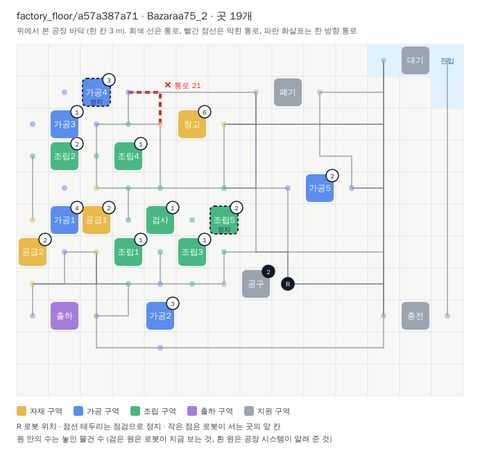 factory_floor/a57a387a71 · Bazaraa75_2 · 곳 19개
위에서 본 공장 바닥 (한 칸 3 m). 회색 선은 통로, 빨간 점선은 막힌 통로, 파란 화살표는 한 방향 통로
대기
진입
가공4
정지
3
✖ 통로 21
폐기
가공3
1
창고
6
조립2
2
조립4
1
가공5
2
가공1
4
공급1
2
검사
1
조립5
정지
2
공급2
2
조립1
1
조립3
1
공구
2
R
출하
가공2
3
충전
자재 구역
가공 구역
조립 구역
출하 구역
지원 구역
R 로봇 위치 · 점선 테두리는 점검으로 정지 · 작은 점은 로봇이 서는 곳의 앞 칸
원 안의 수는 놓인 물건 수 (검은 원은 로봇이 지금 보는 것, 흰 원은 공장 시스템이 알려 준 것)